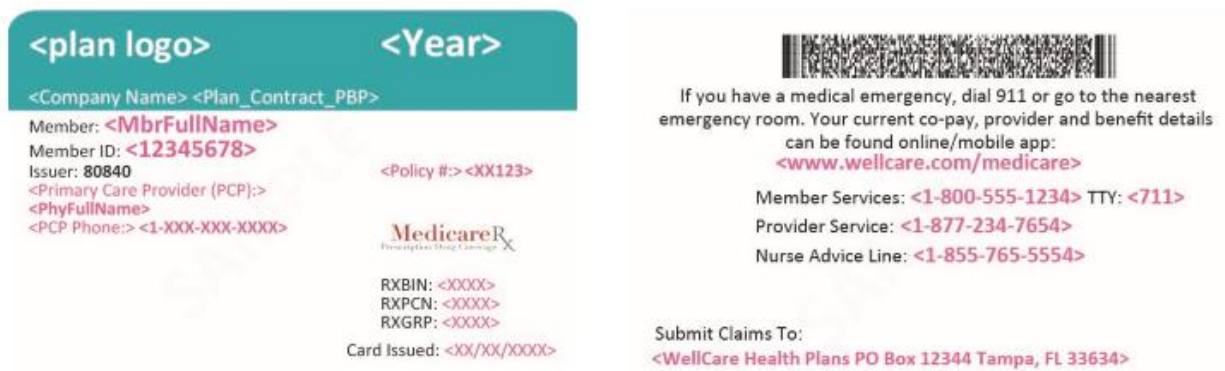 <plan logo>
<Year>
<Company Name> <Plan_Contract_PBP>
Member: <MbrFullName>
Member ID: <12345678>
Issuer: 80840
<Policy #:> <XX123>
<Primary Care Provider (PCP):>
<PhyFullName>
<PCP Phone:> <1-XXX-XXX-XXXX>
MedicareRx
Prescription Drug Coverage
RXBIN: <XXXX>
RXPCN: <XXXX>
RXGRP: <XXXX>
Card Issued: <XX/XX/XXXX>
SAMPLE
If you have a medical emergency, dial 911 or go to the nearest
emergency room. Your current co-pay, provider and benefit details
can be found online/mobile app:
<www.wellcare.com/medicare>
Member Services: <1-800-555-1234> TTY: <711>
Provider Service: <1-877-234-7654>
Nurse Advice Line: <1-855-765-5554>
Submit Claims To:
<WellCare Health Plans PO Box 12344 Tampa, FL 33634>
SAMPLE